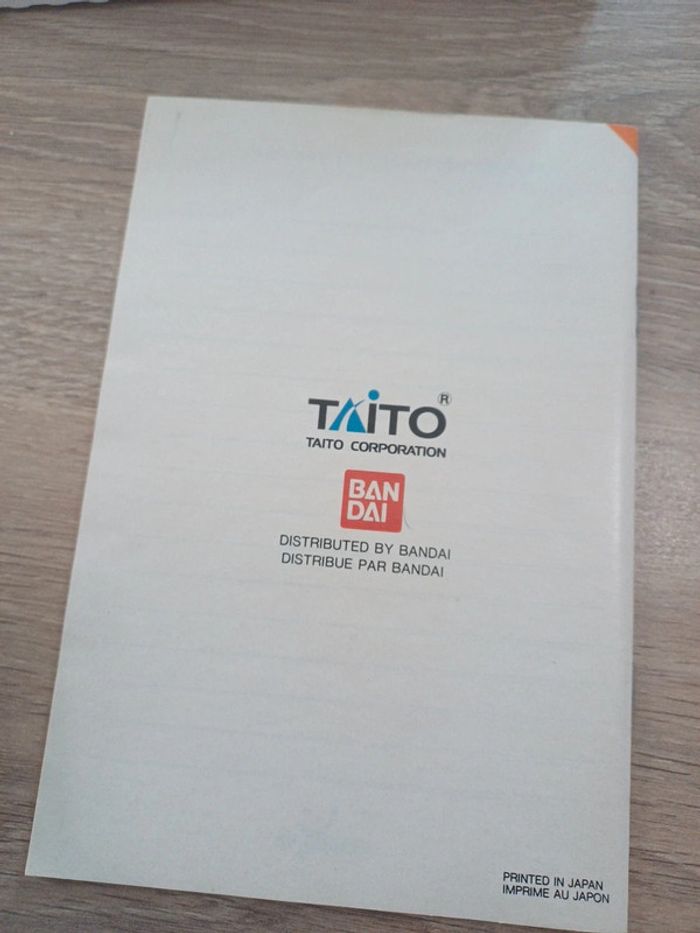 TAITO®
TAITO CORPORATION
BAN
DAI
DISTRIBUTED BY BANDAI
DISTRIBUE PAR BANDAI
PRINTED IN JAPAN
IMPRIME AU JAPON